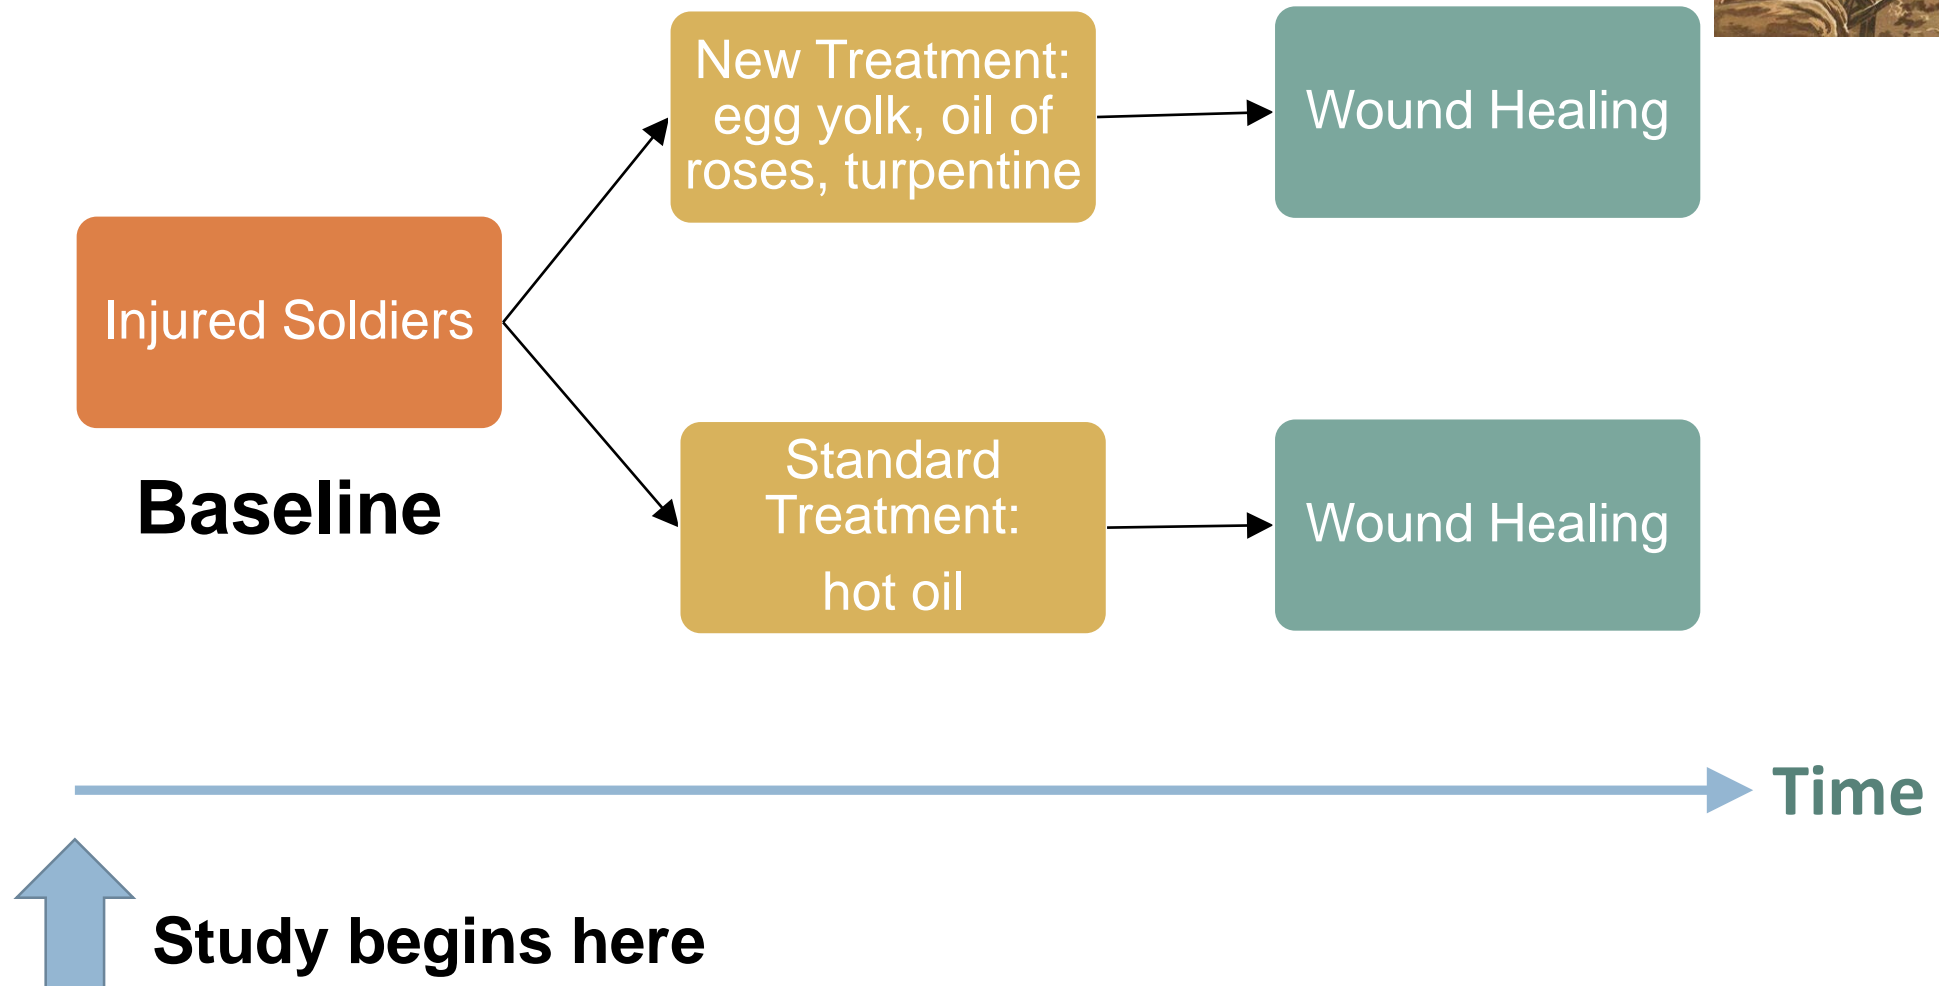 New Treatment:
egg yolk, oil of
roses, turpentine
Wound Healing
Injured Soldiers
Baseline
Standard
Treatment:
hot oil
Wound Healing
Time
Study begins here